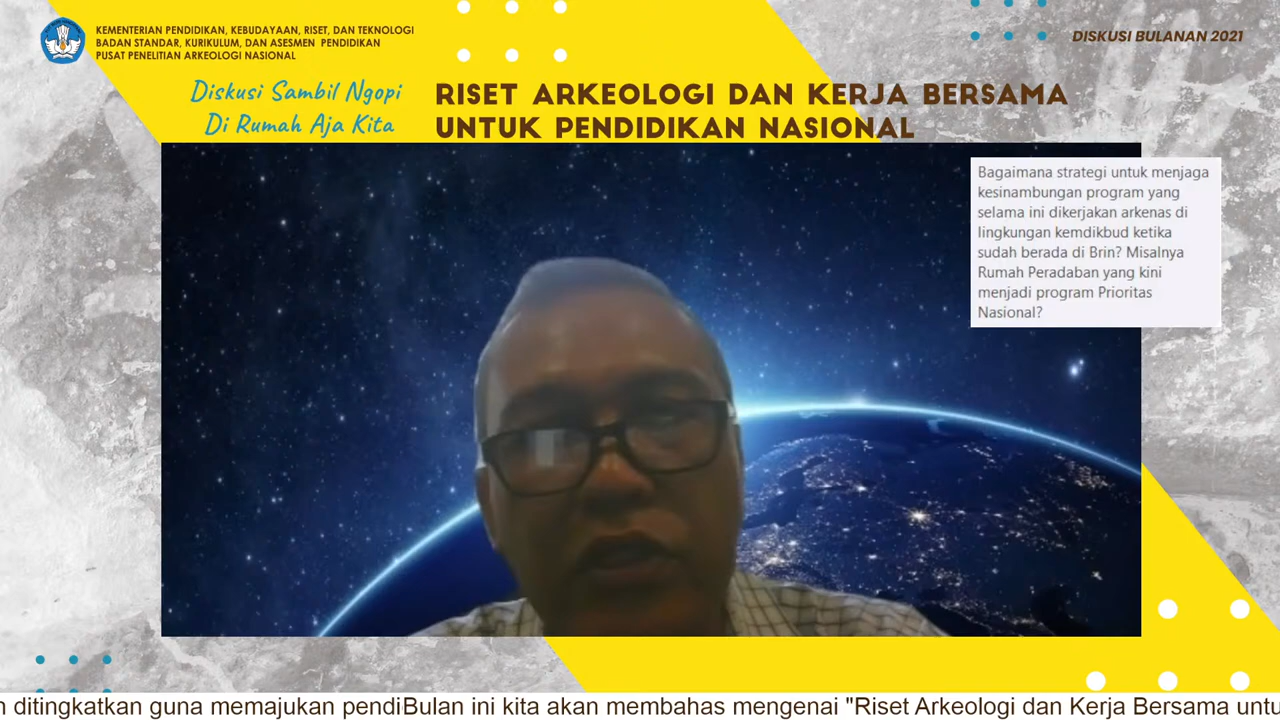 KEMENTERIAN PENDIDIKAN, KEBUDAYAAN, RISET, DAN TEKNOLOGI
BADAN STANDAR, KURIKULUM, DAN ASESMEN PENDIDIKAN
PUSAT PENELITIAN ARKEOLOGI NASIONAL
DISKUSI BULANAN 2021
Diskusi Sambil Ngopi
Di Rumah Aja Kita
RISET ARKEOLOGI DAN KERJA BERSAMA
UNTUK PENDIDIKAN NASIONAL
Bagaimana strategi untuk menjaga
kesinambungan program yang
selama ini dikerjakan arkenas di
lingkungan kemdikbud ketika
sudah berada di Brin? Misalnya
Rumah Peradaban yang kini
menjadi program Prioritas
Nasional?
n ditingkatkan guna memajukan pendiBulan ini kita akan membahas mengenai "Riset Arkeologi dan Kerja Bersama untu